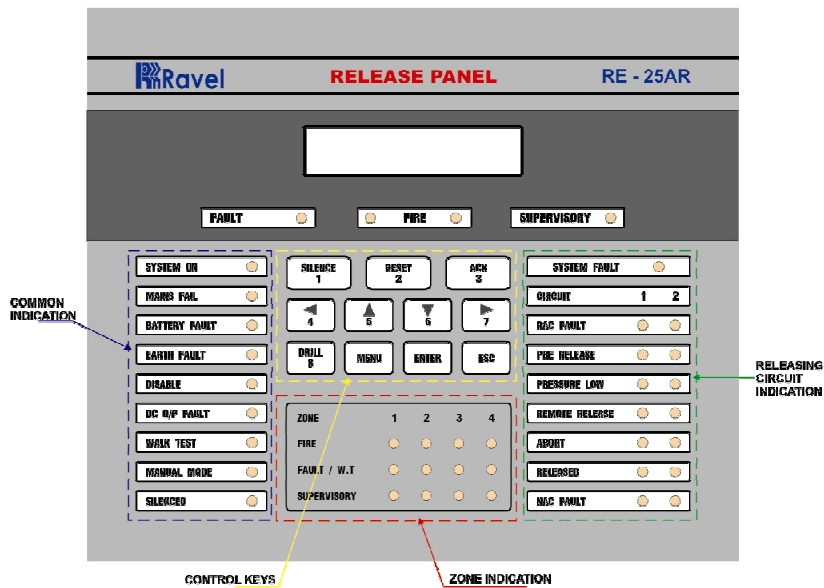 Ravel RELEASE PANEL RE - 25AR
FAULT FIRE SUPERVISORY
COMMON
INDICATION
SYSTEM ON
MAINS FAIL
BATTERY FAULT
EARTH FAULT
DISABLE
DC O/P FAULT
WALK TEST
MANUAL MODE
SILENCED
SILENCE RESET ACK
1 2 3
4 5 6 7
DRILL MENU ENTER ESC
8
ZONE 1 2 3 4
FIRE
FAULT / W.T
SUPERVISORY
SYSTEM FAULT
CIRCUIT 1 2
RAC FAULT
PRE RELEASE
PRESSURE LOW
REMOTE RELEASE
ABORT
RELEASED
NAC FAULT
RELEASING
CIRCUIT
INDICATION
CONTROL KEYS
ZONE INDICATION